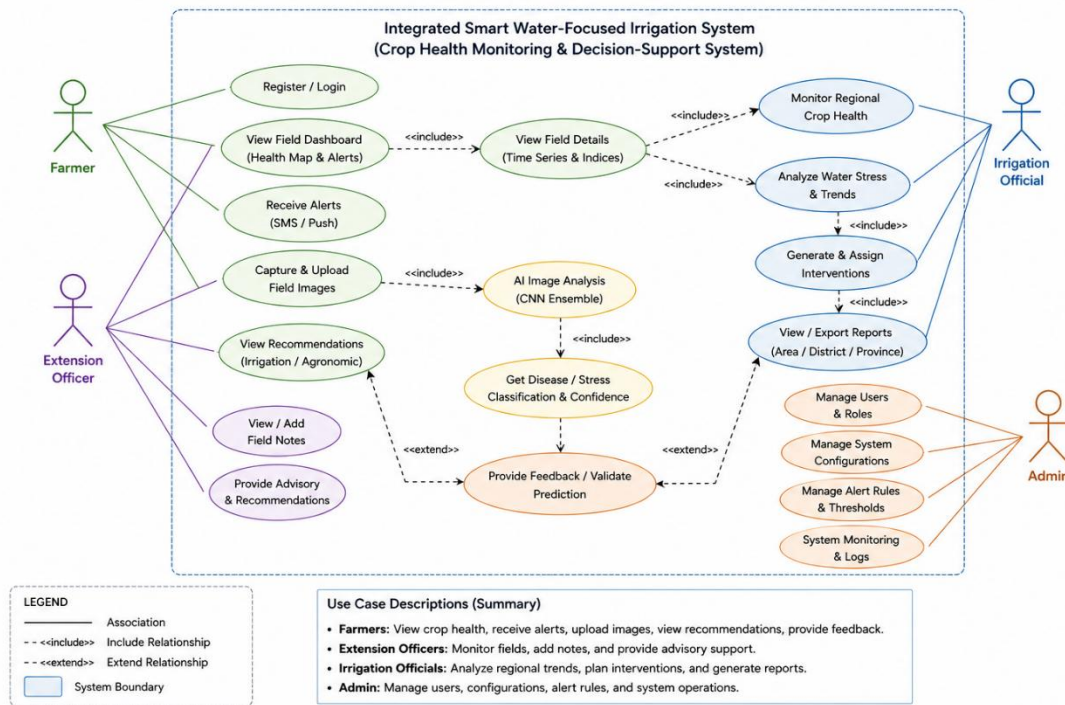 Integrated Smart Water-Focused Irrigation System
(Crop Health Monitoring & Decision-Support System)
Farmer
Extension
Officer
Irrigation
Official
Admin
Register / Login
View Field Dashboard
(Health Map & Alerts)
<<include>>
View Field Details
(Time Series & Indices)
<<include>>
<<include>>
Monitor Regional
Crop Health
Analyze Water Stress
& Trends
<<include>>
Receive Alerts
(SMS / Push)
Capture & Upload
Field Images
<<include>>
AI Image Analysis
(CNN Ensemble)
<<include>>
Generate & Assign
Interventions
<<include>>
View Recommendations
(Irrigation / Agronomic)
Get Disease / Stress
Classification & Confidence
View / Export Reports
(Area / District / Province)
View / Add
Field Notes
Provide Advisory
& Recommendations
<<extend>>
Provide Feedback / Validate
Prediction
<<extend>>
Manage Users
& Roles
Manage System
Configurations
Manage Alert Rules
& Thresholds
System Monitoring
& Logs
LEGEND
Association
<<include>> Include Relationship
<<extend>> Extend Relationship
System Boundary
Use Case Descriptions (Summary)
• Farmers: View crop health, receive alerts, upload images, view recommendations, provide feedback.
• Extension Officers: Monitor fields, add notes, and provide advisory support.
• Irrigation Officials: Analyze regional trends, plan interventions, and generate reports.
• Admin: Manage users, configurations, alert rules, and system operations.